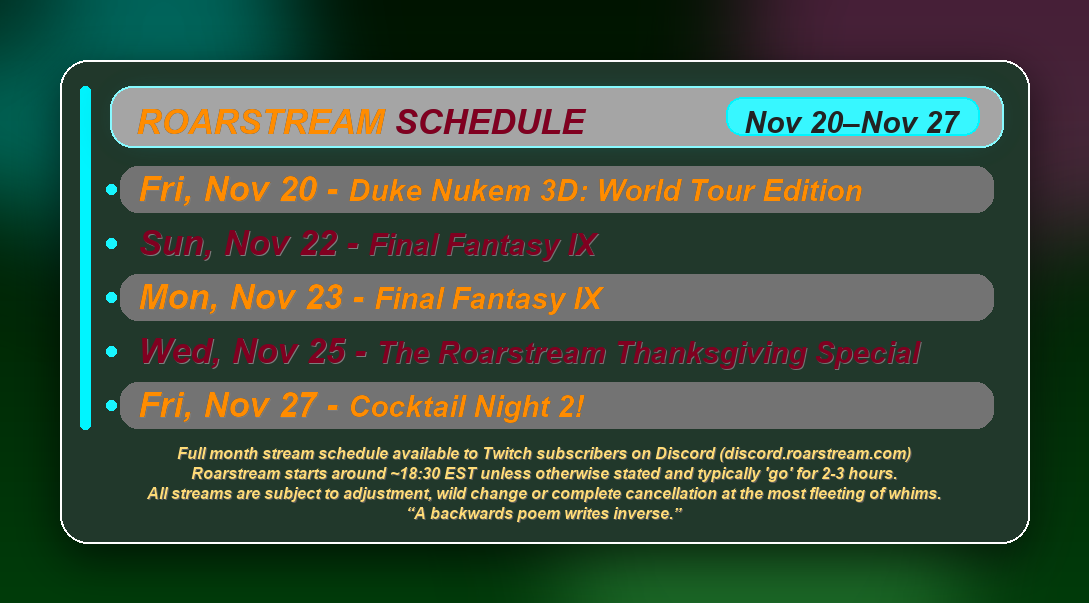 ROARSTREAM SCHEDULE
Nov 20–Nov 27
Fri, Nov 20 - Duke Nukem 3D: World Tour Edition
Sun, Nov 22 - Final Fantasy IX
Mon, Nov 23 - Final Fantasy IX
Wed, Nov 25 - The Roarstream Thanksgiving Special
Fri, Nov 27 - Cocktail Night 2!
Full month stream schedule available to Twitch subscribers on Discord (discord.roarstream.com)
Roarstream starts around ~18:30 EST unless otherwise stated and typically 'go' for 2-3 hours.
All streams are subject to adjustment, wild change or complete cancellation at the most fleeting of whims.
“A backwards poem writes inverse.”